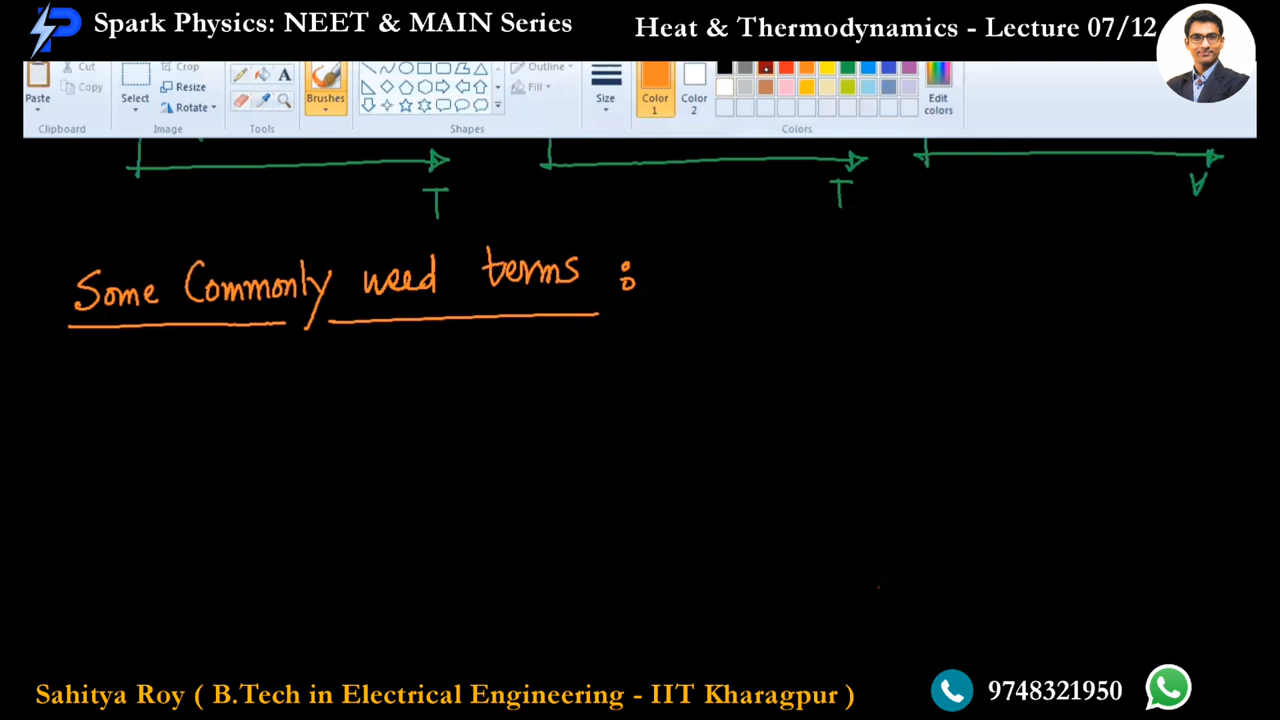 Spark Physics: NEET & MAIN Series
Heat & Thermodynamics - Lecture 07/12
Paste
Cut
Copy
Clipboard
Select
Crop
Resize
Rotate
Image
A
Tools
Brushes
Shapes
Outline
Fill
Size
Color 1
Color 2
Edit colors
Colors
T
T
V
Some Commonly used terms :
Sahitya Roy ( B.Tech in Electrical Engineering - IIT Kharagpur )
9748321950